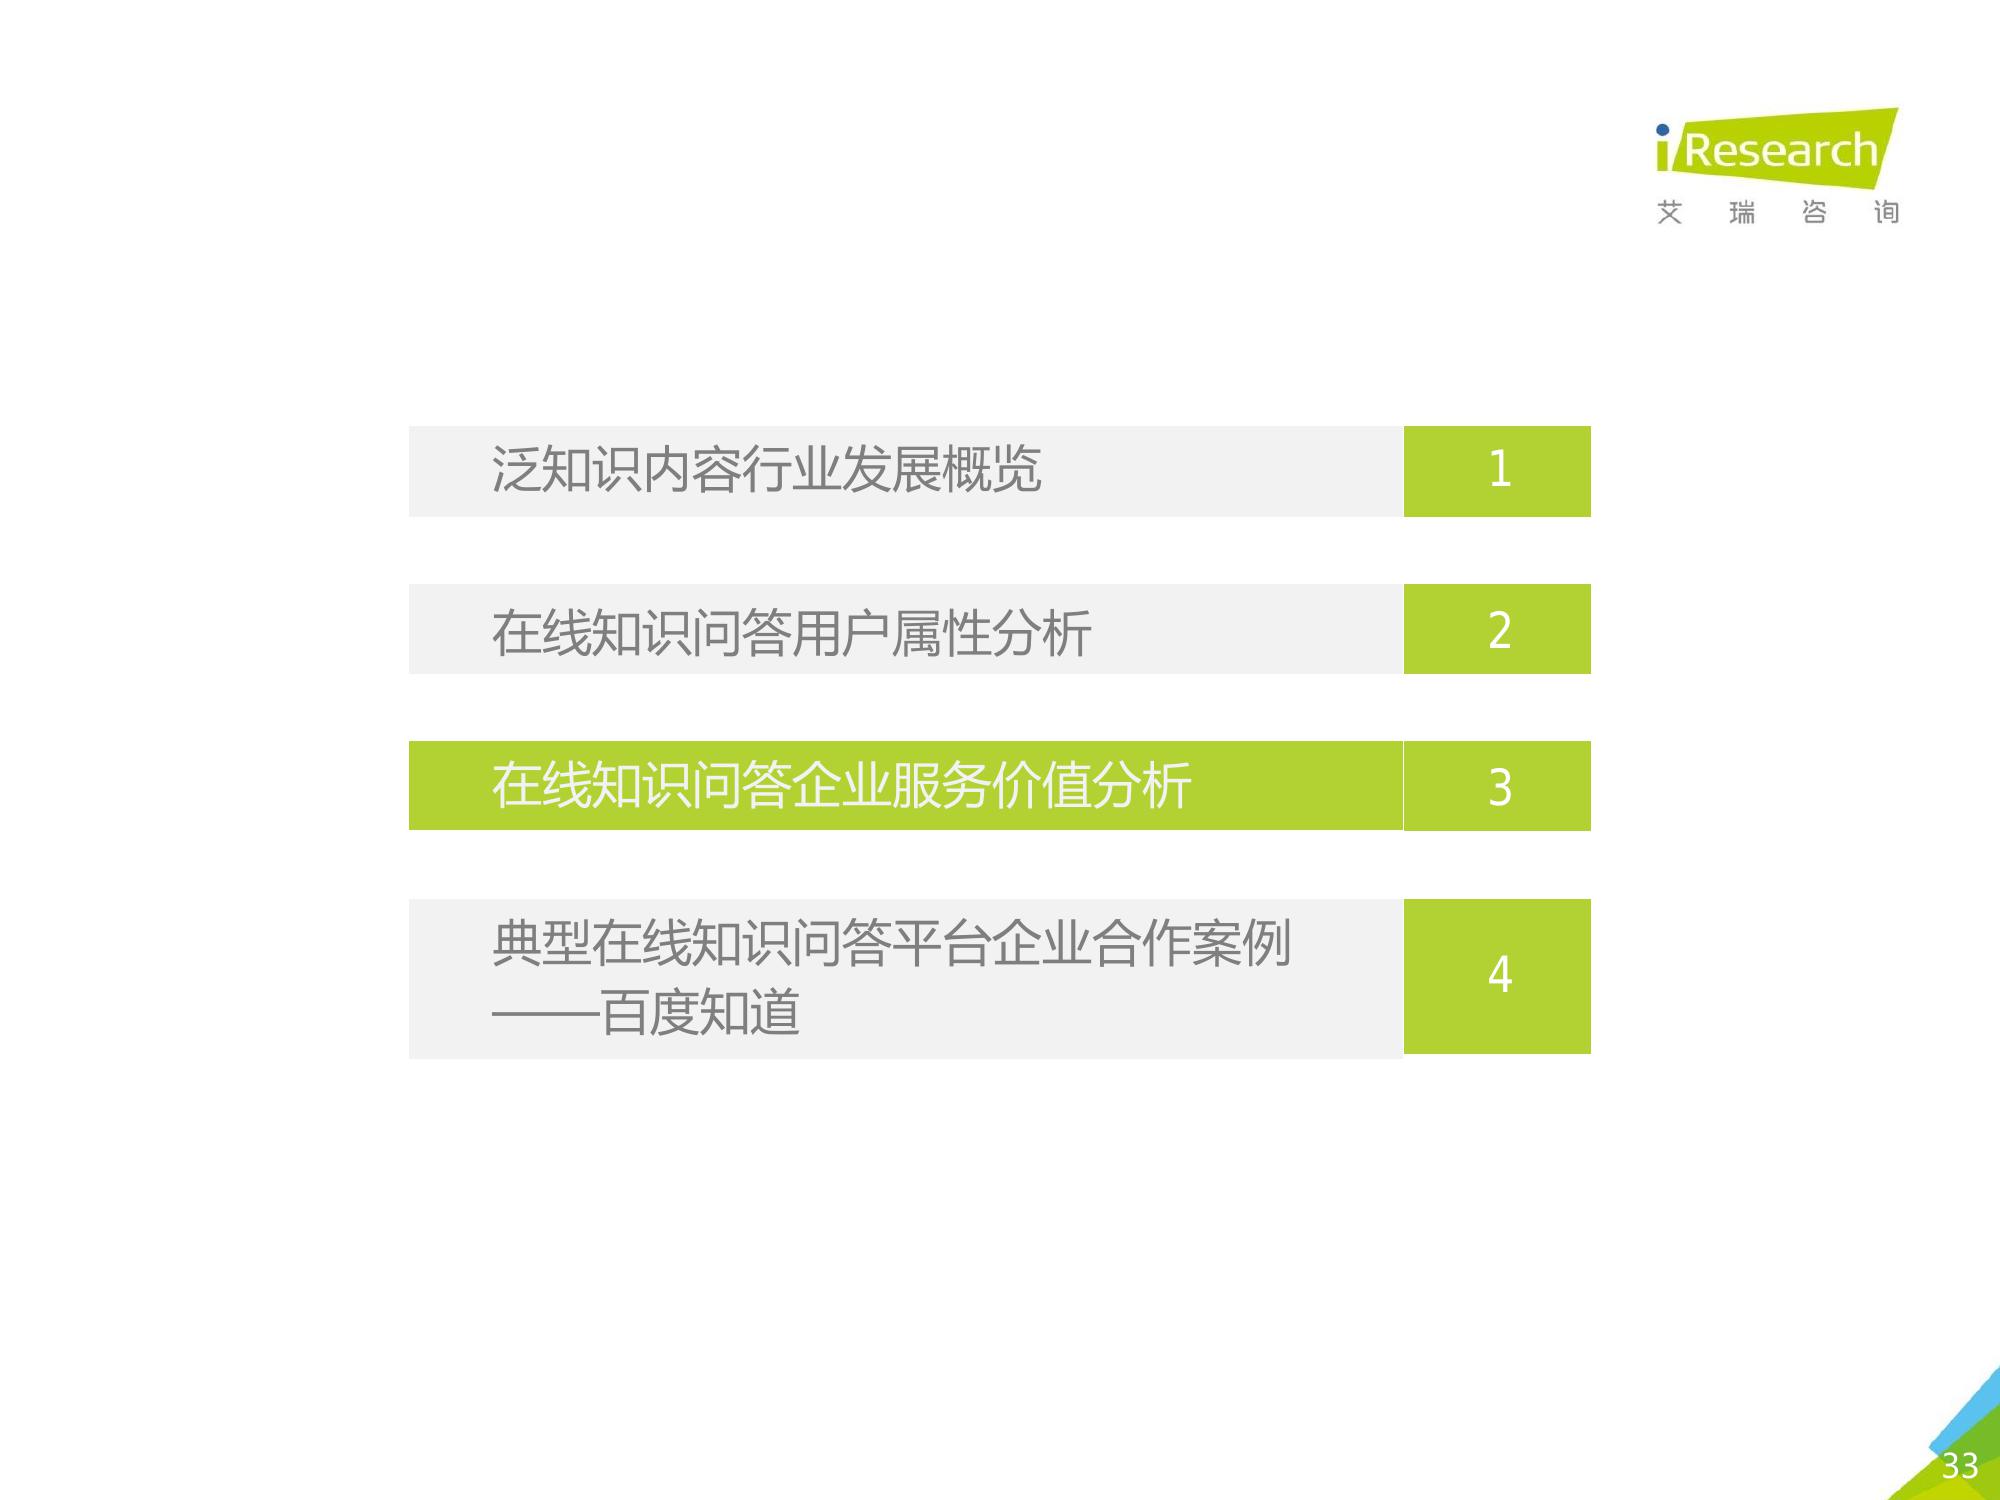 iResearch
艾瑞咨询
泛知识内容行业发展概览 1
在线知识问答用户属性分析 2
在线知识问答企业服务价值分析 3
典型在线知识问答平台企业合作案例
——百度知道 4
33